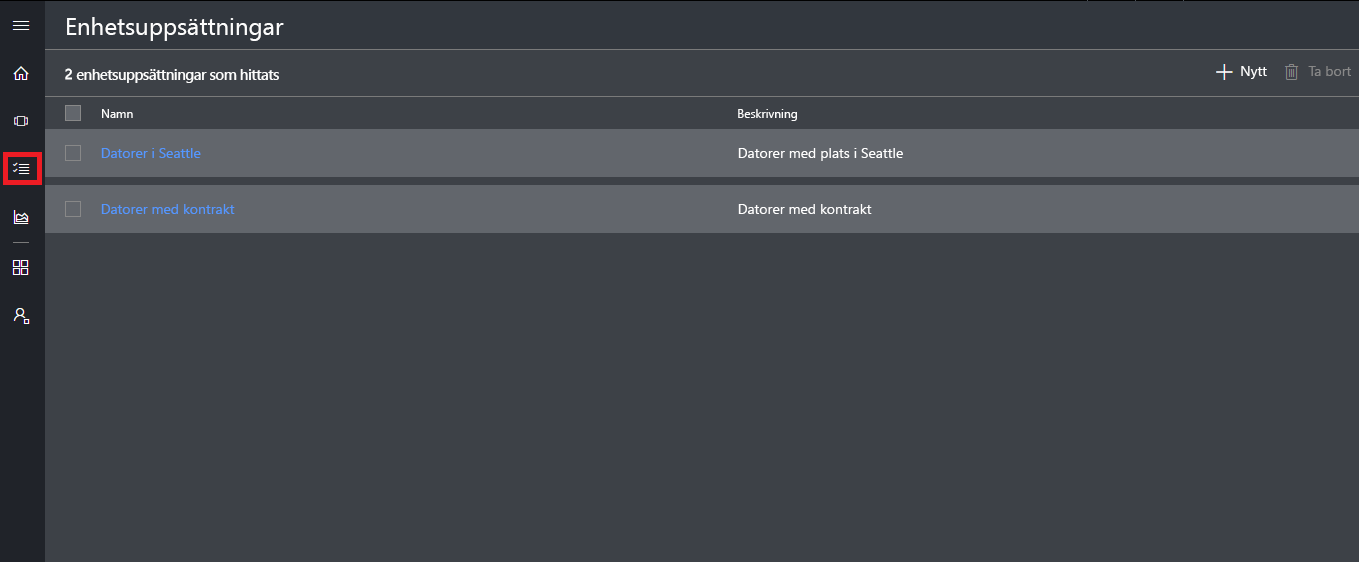 Enhetsuppsättningar
2 enhetsuppsättningar som hittats
Nytt Ta bort
Namn Beskrivning
Datorer i Seattle Datorer med plats i Seattle
Datorer med kontrakt Datorer med kontrakt